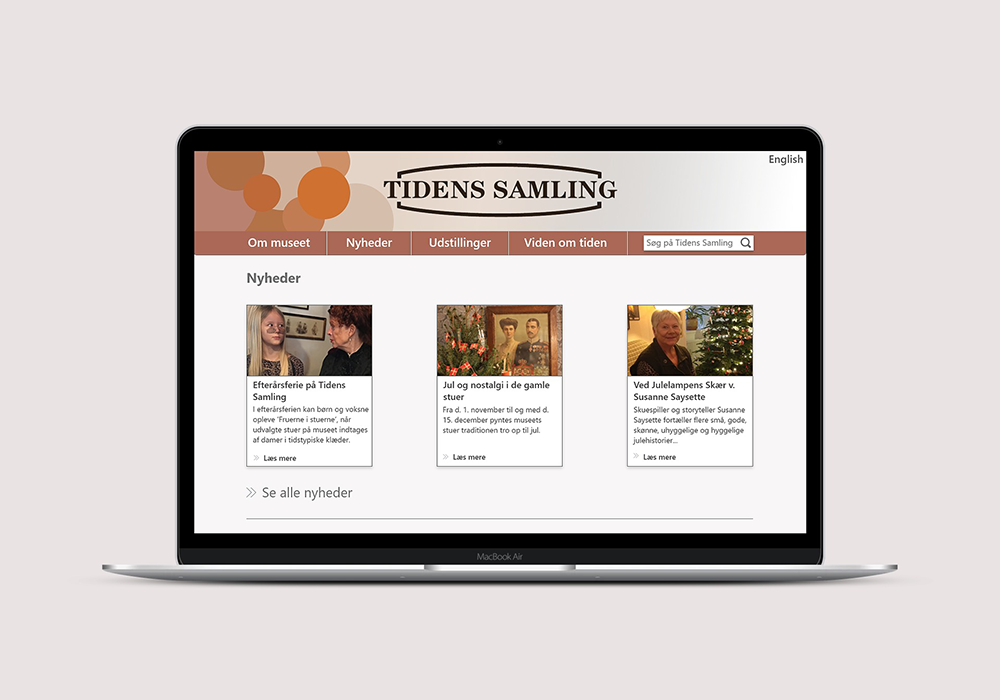 English
TIDENS SAMLING
Om museet
Nyheder
Udstillinger
Viden om tiden
Søg på Tidens Samling
Nyheder
Efterårsferie på Tidens
Samling
I efterårsferien kan børn og voksne
opleve 'Fruerne i stuerne', når
udvalgte stuer på museet indtages
af damer i tidstypiske klæder.
Læs mere
Jul og nostalgi i de gamle
stuer
Fra d. 1. november til og med d.
15. december pyntes museets
stuer traditionen tro op til jul.
Læs mere
Ved Julelampens Skær v.
Susanne Saysette
Skuespiller og storyteller Susanne
Saysette fortæller flere små, gode,
skønne, uhyggelige og hyggelige
julehistorier...
Læs mere
Se alle nyheder
MacBook Air